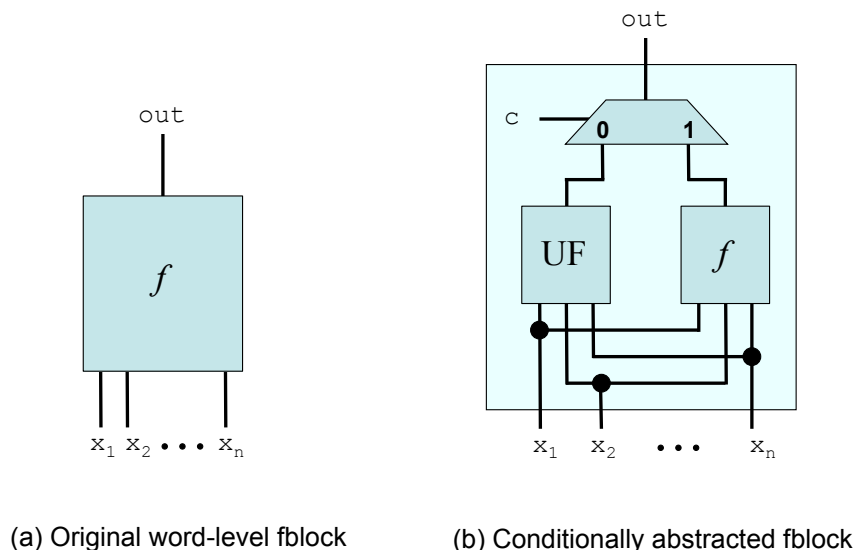 out
f
x1 x2 ••• xn
(a) Original word-level fblock
out
c
0 1
UF f
x1 x2 ••• xn
(b) Conditionally abstracted fblock